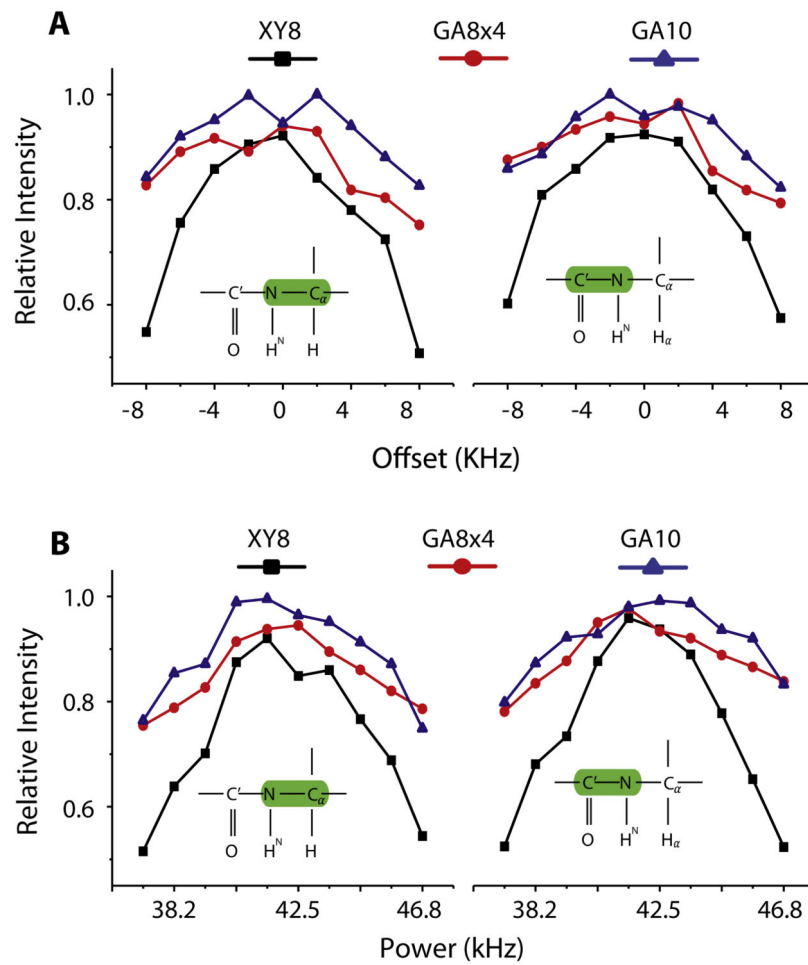 A
XY8 GA8x4 GA10
Relative Intensity
1.0
0.8
0.6
C' N Cα
O H^N H
C' N Cα
O H^N Hα
-8 -4 0 4 8 -8 -4 0 4 8
Offset (KHz)
B
XY8 GA8x4 GA10
Relative Intensity
1.0
0.8
0.6
C' N Cα
O H^N H
C' N Cα
O H^N Hα
38.2 42.5 46.8 38.2 42.5 46.8
Power (kHz)